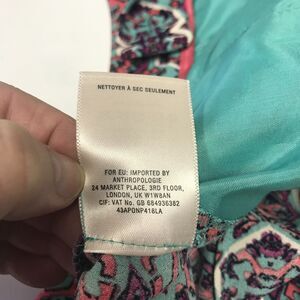 NETTOYER À SEC SEULEMENT
FOR EU: IMPORTED BY
ANTHROPOLOGIE
24 MARKET PLACE, 3RD FLOOR,
LONDON, UK W1W8AN
CIF: VAT No. GB 684936382
43APONP416LA